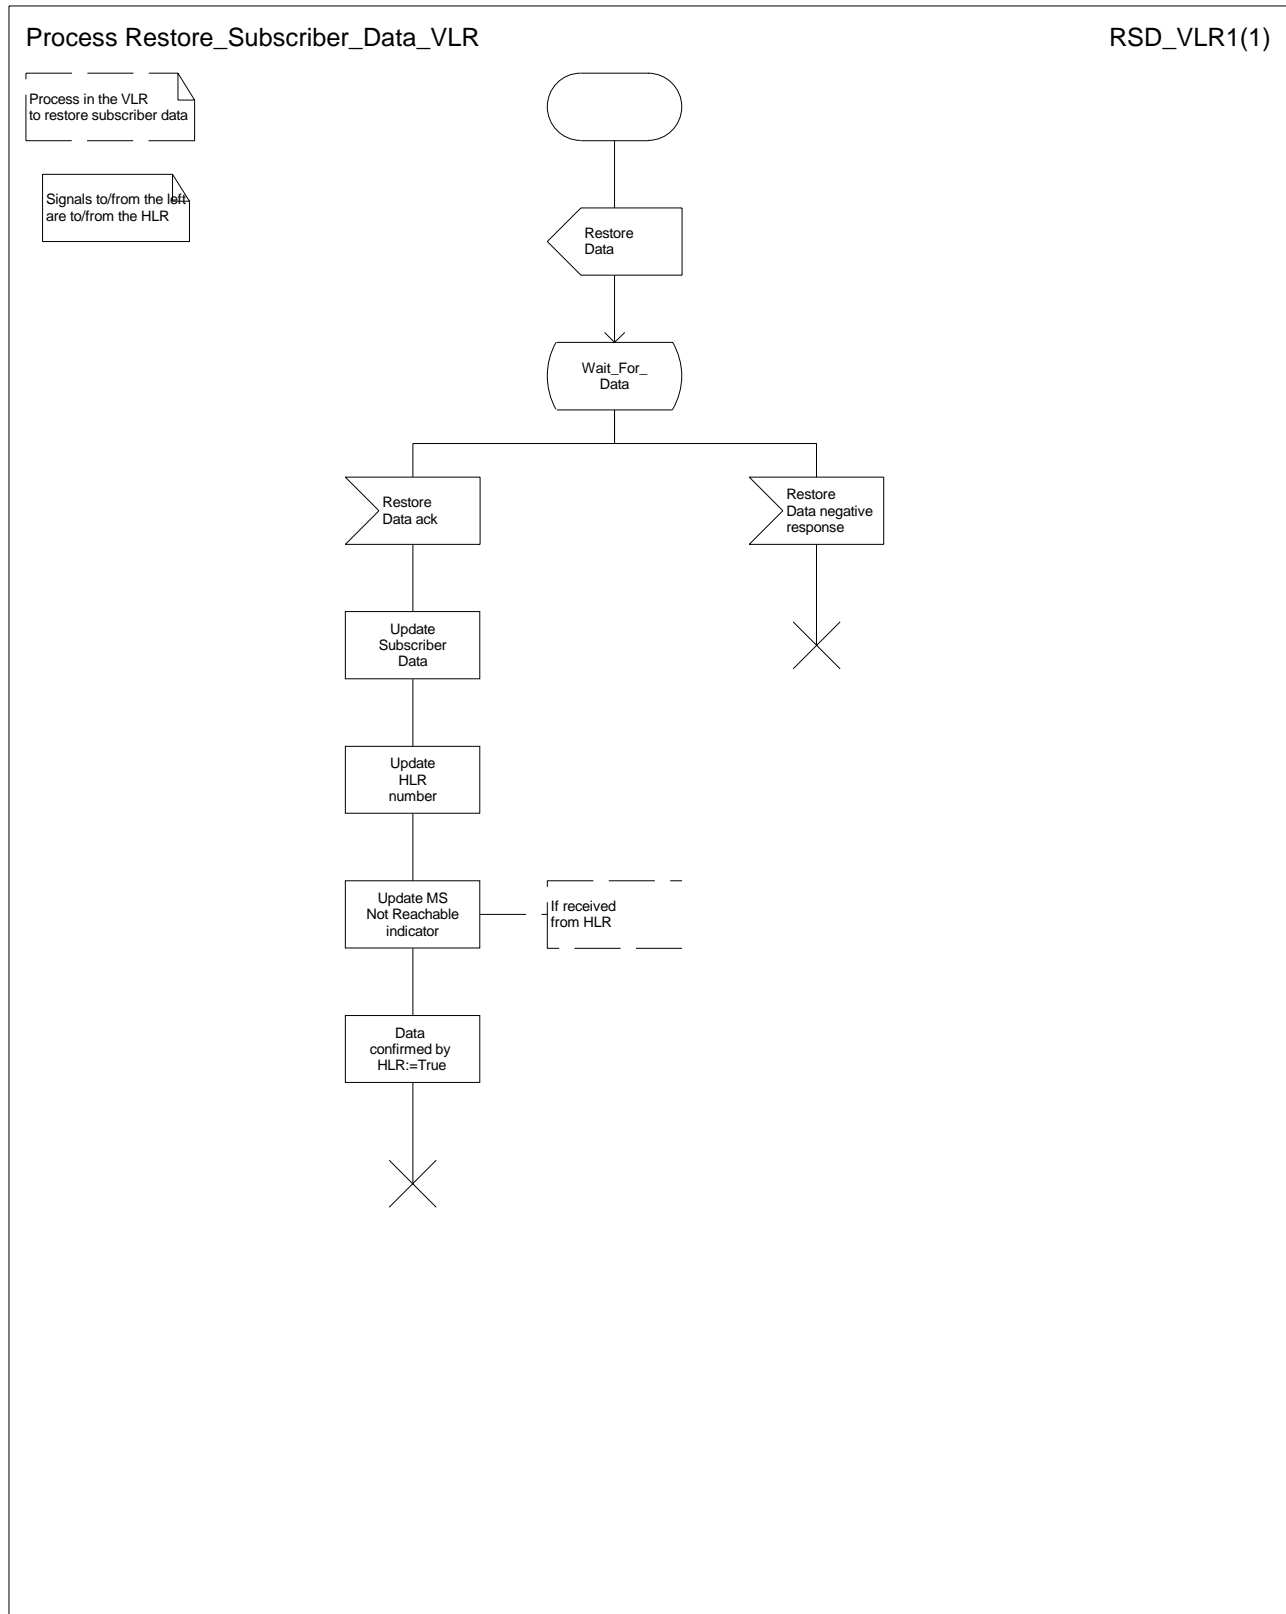 Process Restore_Subscriber_Data_VLR
RSD_VLR1(1)
Process in the VLR
to restore subscriber data
Signals to/from the left
are to/from the HLR
Restore
Data
Wait_For_
Data
Restore
Data ack
Restore
Data negative
response
Update
Subscriber
Data
Update
HLR
number
Update MS
Not Reachable
indicator
If received
from HLR
Data
confirmed by
HLR:=True